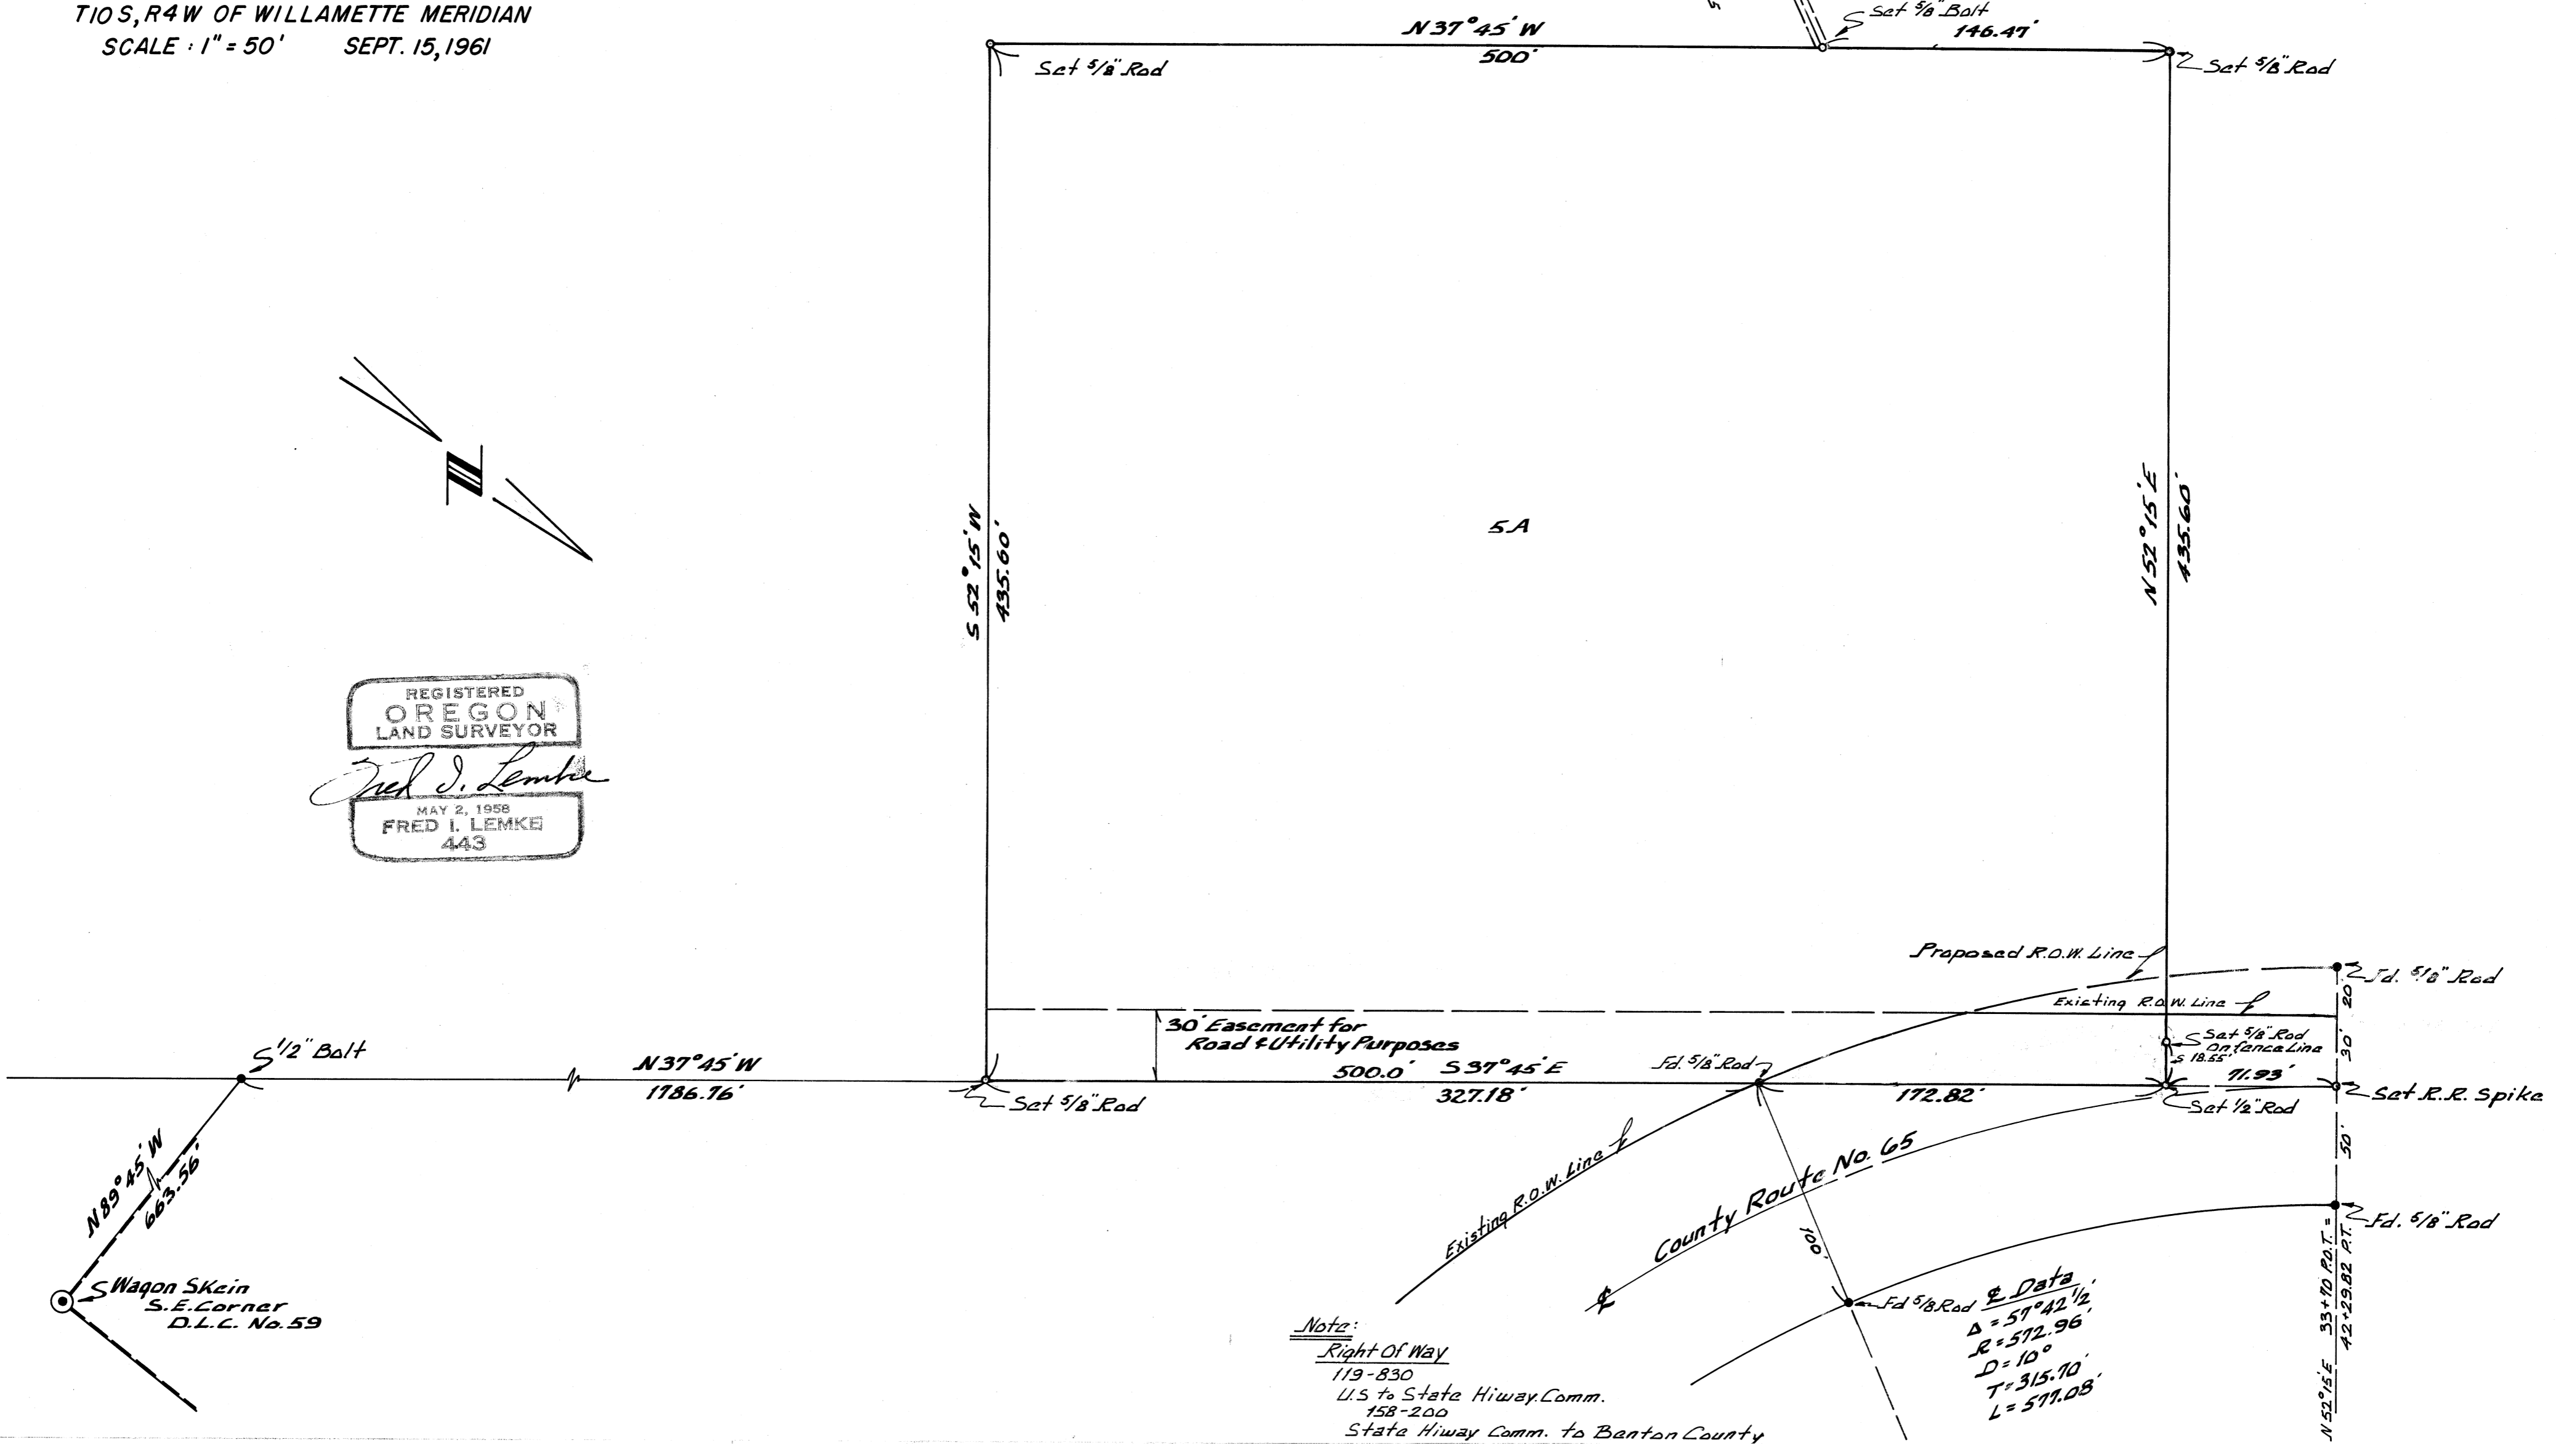 T10S, R4W OF WILLAMETTE MERIDIAN
SCALE : 1" = 50' SEPT. 15, 1961
N 37° 45' W
500'
Set 5/8" Bolt
146.47'
Set 5/8" Rod
Set 5/8" Rod
S 52° 15' W
435.60'
5A
N 52° 15' E
435.60'
N
REGISTERED
OREGON
LAND SURVEYOR
Fred I. Lemke
MAY 2, 1958
FRED I. LEMKE
443
Proposed R.O.W. Line
Fd. 5/8" Rod
20'
Existing R.O.W. Line
30' Easement for
Road & Utility Purposes
Set 5/8" Rod
On fence Line
18.55'
30'
1/2" Bolt
N 37° 45' W
1786.76'
Set 5/8" Rod
500.0' S 37° 45' E
327.18'
Fd. 5/8" Rod
172.82'
71.93'
Set 1/2" Rod
Set R.R. Spike
50'
N 89° 45' W
663.56'
Wagon Skein
S.E. Corner
D.L.C. No. 59
Existing R.O.W. Line
County Route No. 65
100'
Fd. 5/8" Rod
Fd 5/8 Rod
℄ Data
Δ = 57° 42 1/2'
R = 572.96'
D = 10°
T = 315.70'
L = 577.08'
N 52° 15' E 33+70 P.O.T. =
42+29.82 P.T.
Note:
Right Of Way
119-830
U.S to State Hiway. Comm.
158-200
State Hiway Comm. to Benton County